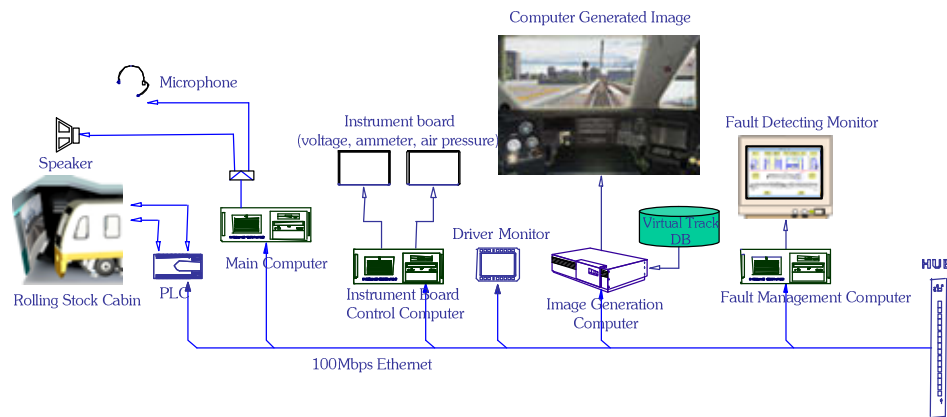 Computer Generated Image
Microphone
Instrument board
(voltage, ammeter, air pressure)
Fault Detecting Monitor
Speaker
Virtual Track
DB
Driver Monitor
Main Computer
HUB
Rolling Stock Cabin
PLC
Instrument Board
Control Computer
Image Generation
Computer
Fault Management Computer
100Mbps Ethernet